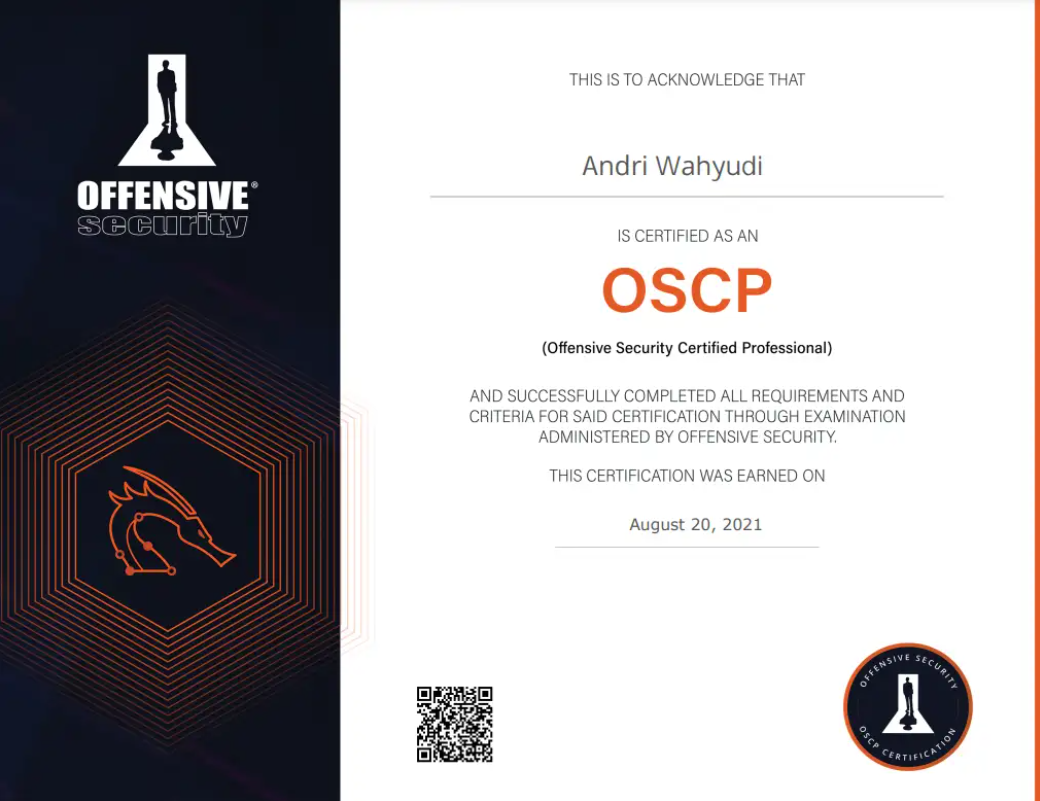 OFFENSIVE®
security
THIS IS TO ACKNOWLEDGE THAT
Andri Wahyudi
IS CERTIFIED AS AN
OSCP
(Offensive Security Certified Professional)
AND SUCCESSFULLY COMPLETED ALL REQUIREMENTS AND
CRITERIA FOR SAID CERTIFICATION THROUGH EXAMINATION
ADMINISTERED BY OFFENSIVE SECURITY.
THIS CERTIFICATION WAS EARNED ON
August 20, 2021
OFFENSIVE SECURITY
OSCP CERTIFICATION